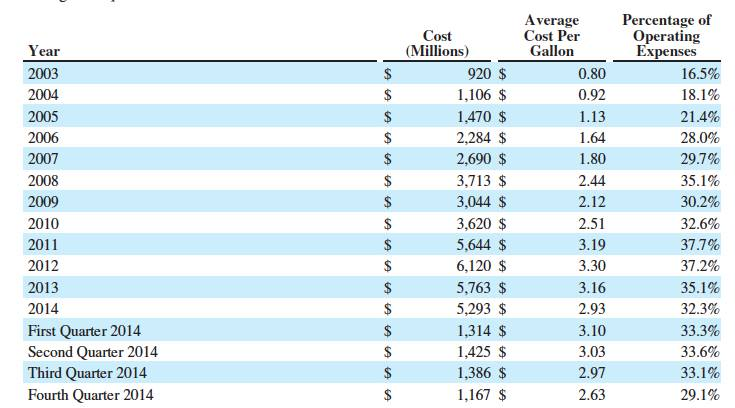 Average Percentage of
Cost Cost Per Operating
Year (Millions) Gallon Expenses
2003 $ 920 $ 0.80 16.5%
2004 $ 1,106 $ 0.92 18.1%
2005 $ 1,470 $ 1.13 21.4%
2006 $ 2,284 $ 1.64 28.0%
2007 $ 2,690 $ 1.80 29.7%
2008 $ 3,713 $ 2.44 35.1%
2009 $ 3,044 $ 2.12 30.2%
2010 $ 3,620 $ 2.51 32.6%
2011 $ 5,644 $ 3.19 37.7%
2012 $ 6,120 $ 3.30 37.2%
2013 $ 5,763 $ 3.16 35.1%
2014 $ 5,293 $ 2.93 32.3%
First Quarter 2014 $ 1,314 $ 3.10 33.3%
Second Quarter 2014 $ 1,425 $ 3.03 33.6%
Third Quarter 2014 $ 1,386 $ 2.97 33.1%
Fourth Quarter 2014 $ 1,167 $ 2.63 29.1%